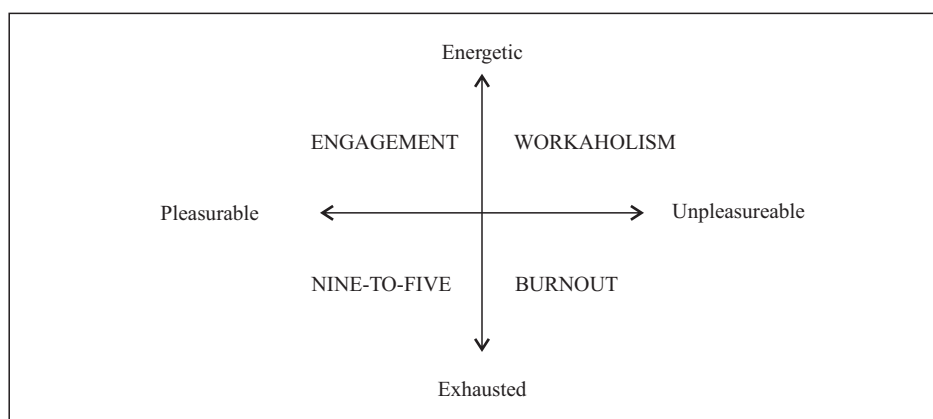 Energetic
ENGAGEMENT WORKAHOLISM
Pleasurable Unpleasureable
NINE-TO-FIVE BURNOUT
Exhausted